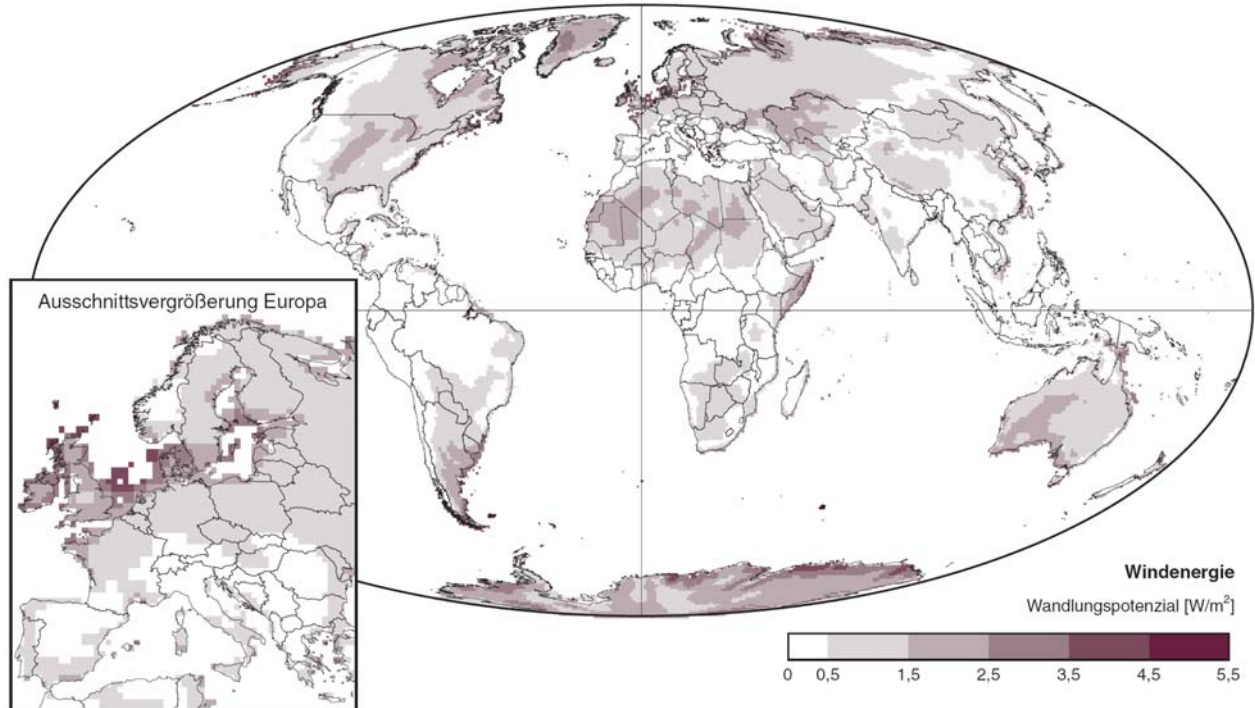 Ausschnittsvergrößerung Europa
Windenergie
Wandlungspotenzial [W/m²]
0 0,5 1,5 2,5 3,5 4,5 5,5